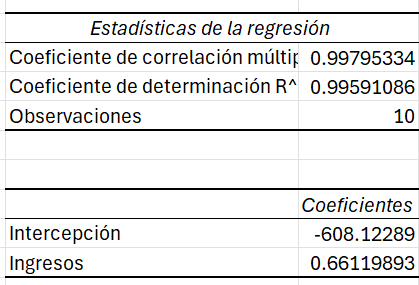 Estadísticas de la regresión
Coeficiente de correlación múltip 0.99795334
Coeficiente de determinación R^ 0.99591086
Observaciones 10
Coeficientes
Intercepción -608.12289
Ingresos 0.66119893